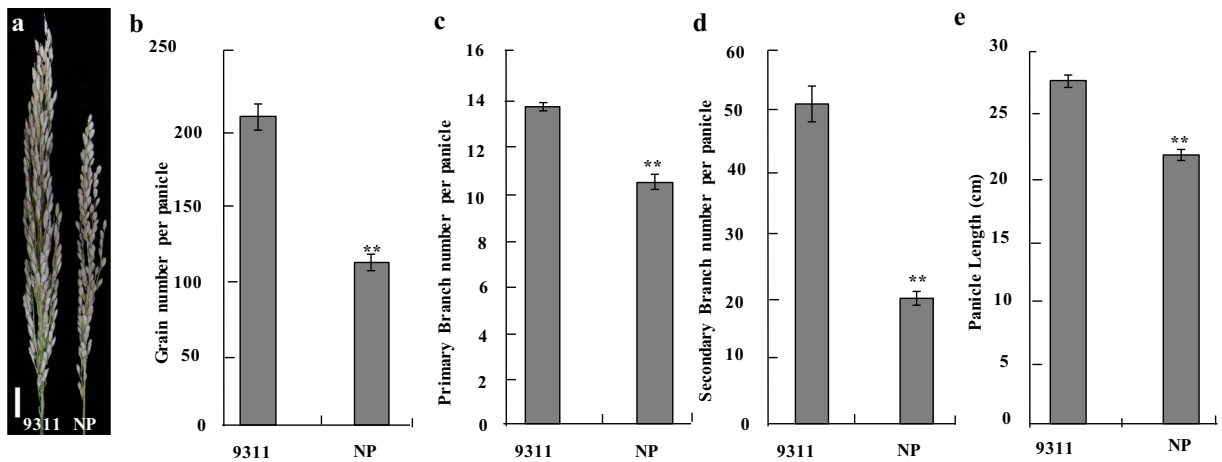 a
9311 NP
b
250
200
150
100
50
0
Grain number per panicle
**
9311 NP
c
16
14
12
10
8
6
4
2
0
Primary Branch number per panicle
**
9311 NP
d
60
50
40
30
20
10
0
Secondary Branch number per panicle
**
9311 NP
e
30
25
20
15
10
5
0
Panicle Length (cm)
**
9311 NP